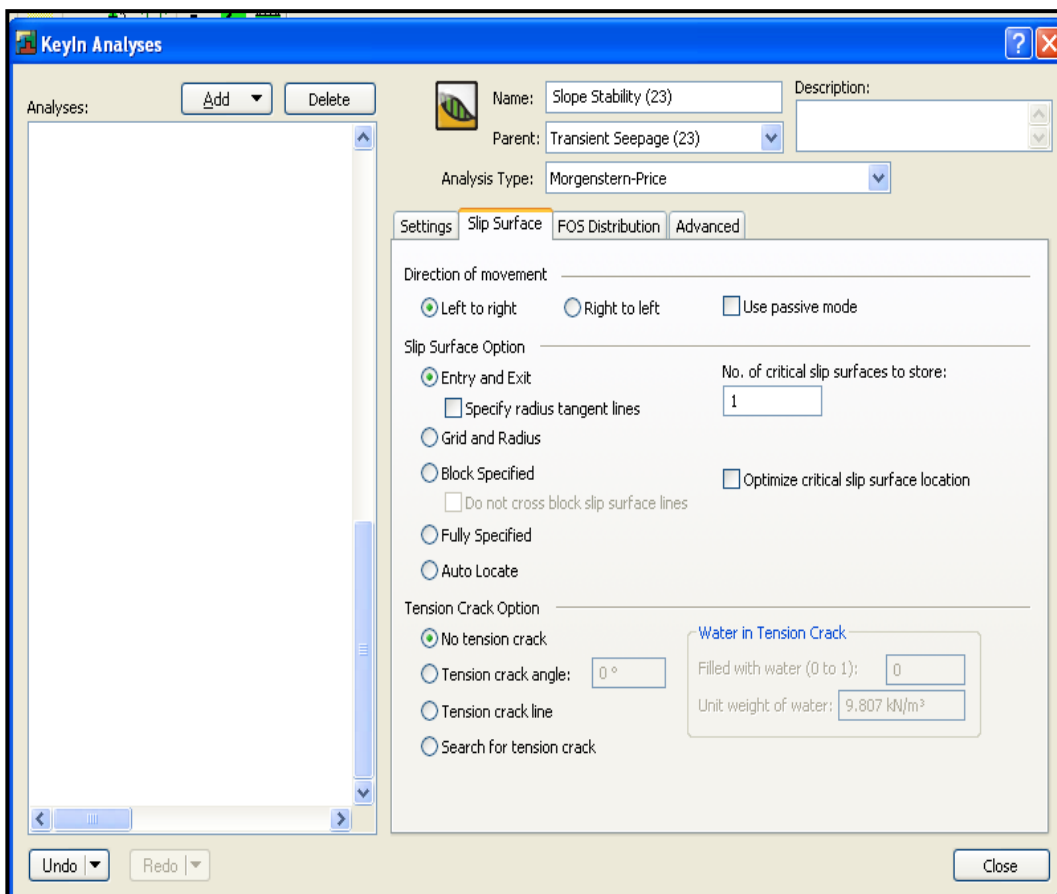 KeyIn Analyses
Analyses:
Add
Delete
Name: Slope Stability (23)
Description:
Parent: Transient Seepage (23)
Analysis Type: Morgenstern-Price
Settings Slip Surface FOS Distribution Advanced
Direction of movement
Left to right Right to left Use passive mode
Slip Surface Option
Entry and Exit
No. of critical slip surfaces to store:
Specify radius tangent lines
1
Grid and Radius
Block Specified
Optimize critical slip surface location
Do not cross block slip surface lines
Fully Specified
Auto Locate
Tension Crack Option
No tension crack
Water in Tension Crack
Tension crack angle: 0 °
Filled with water (0 to 1): 0
Tension crack line
Unit weight of water: 9.807 kN/m³
Search for tension crack
Undo Redo Close